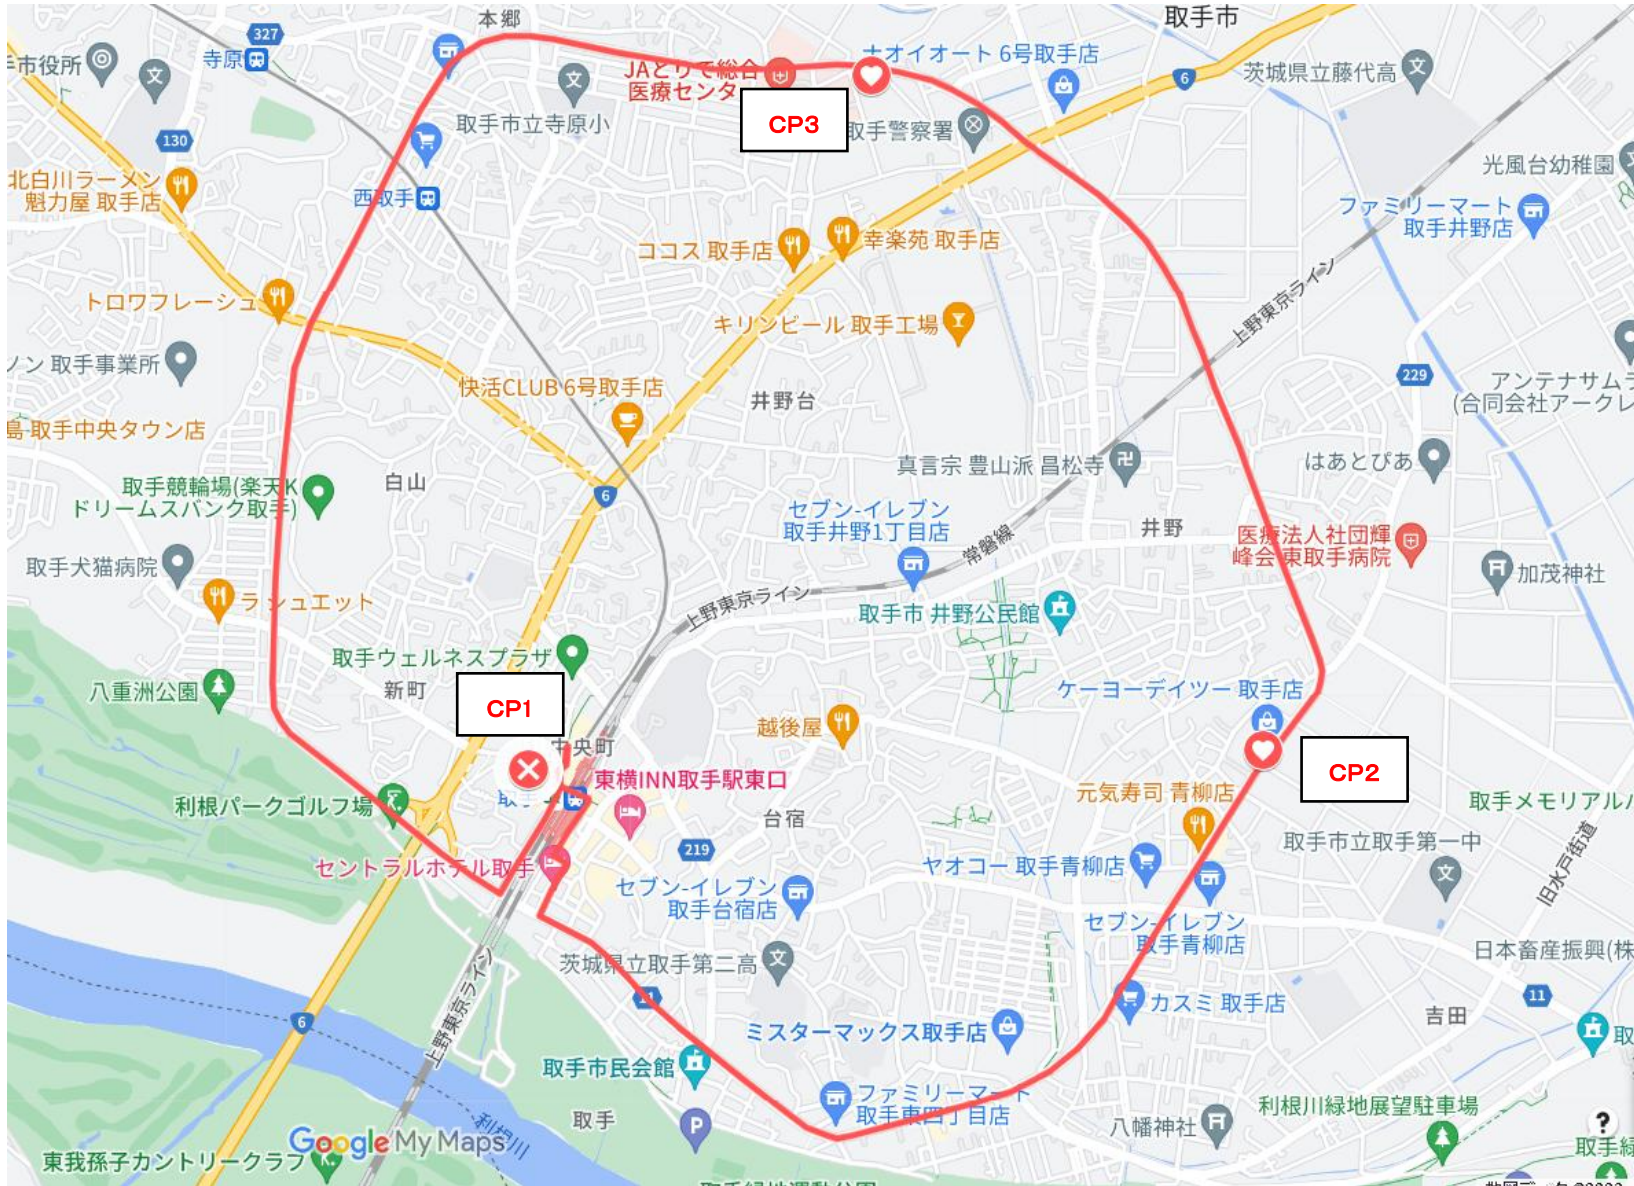 本郷
取手市
327
寺原
市役所
ナオイオート 6号取手店
JAとりで総合
医療センタ
6
茨城県立藤代高
CP3
取手警察署
取手市立寺原小
130
光風台幼稚園
北白川ラーメン
魁力屋 取手店
西取手
ファミリーマート
取手井野店
ココス 取手店
幸楽苑 取手店
上野東京ライン
トロワフレーシュ
キリンビール 取手工場
ノン 取手事業所
快活CLUB 6号取手店
井野台
229
アンテナサムラ
(合同会社アークレ
島 取手中央タウン店
真言宗 豊山派 昌松寺
はあとぴあ
白山
取手競輪場(楽天K
ドリームスバンク取手)
6
セブン-イレブン
取手井野1丁目店
常磐線
井野
医療法人社団輝
峰会 東取手病院
取手犬猫病院
加茂神社
ラシュエット
上野東京ライン
取手市 井野公民館
取手ウェルネスプラザ
八重洲公園
新町
CP1
ケーヨーデイツー 取手店
越後屋
中央町
東横INN取手駅東口
CP2
利根パークゴルフ場
取手
元気寿司 青柳店
取手メモリアル
台宿
取手市立取手第一中
219
セントラルホテル取手
ヤオコー 取手青柳店
旧水戸街道
セブン-イレブン
取手台宿店
セブン-イレブン
取手青柳店
茨城県立取手第二高
日本畜産振興(株
11
カスミ 取手店
吉田
6
上野東京ライン
ミスターマックス取手店
取
取手市民会館
ファミリーマート
取手東四丁目店
取手
P
利根川緑地展望駐車場
八幡神社
利根川
?
Google My Maps
東我孫子カントリークラブ
取手緑